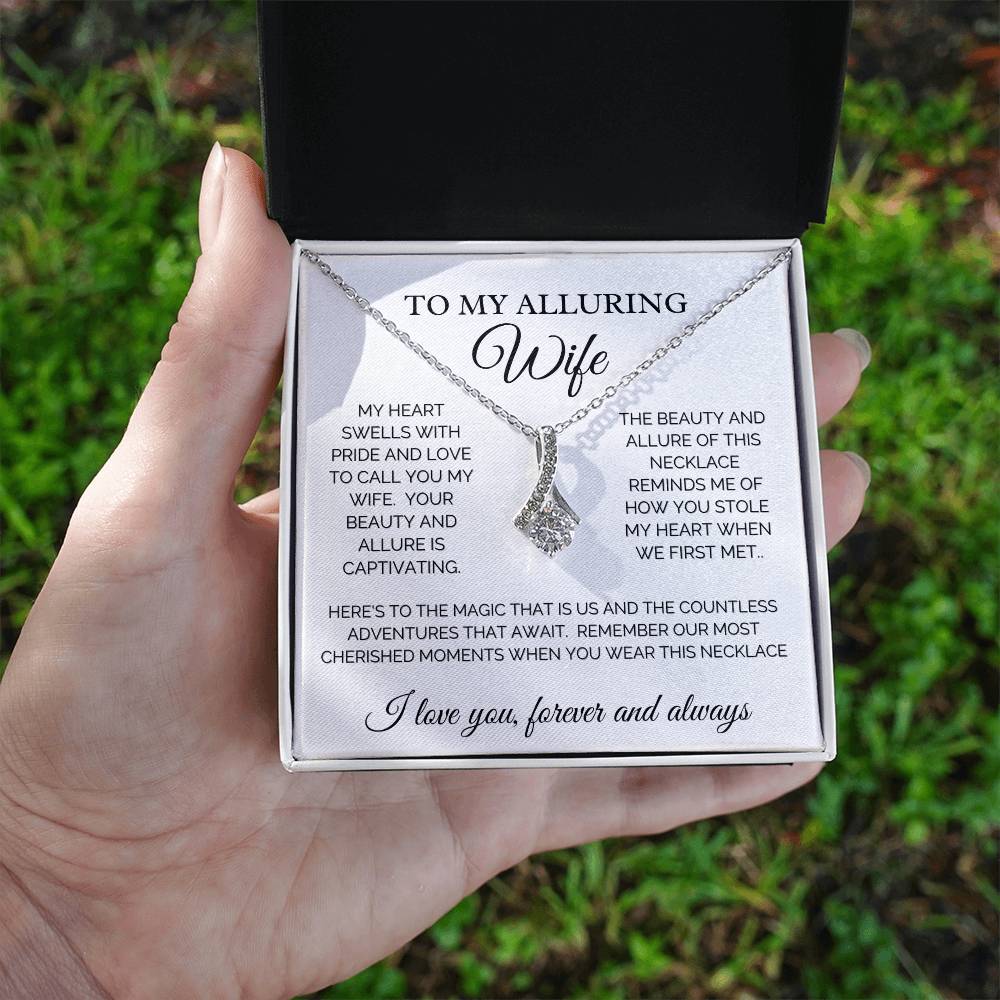 TO MY ALLURING
Wife
MY HEART
SWELLS WITH
PRIDE AND LOVE
TO CALL YOU MY
WIFE. YOUR
BEAUTY AND
ALLURE IS
CAPTIVATING.
THE BEAUTY AND
ALLURE OF THIS
NECKLACE
REMINDS ME OF
HOW YOU STOLE
MY HEART WHEN
WE FIRST MET..
HERE'S TO THE MAGIC THAT IS US AND THE COUNTLESS
ADVENTURES THAT AWAIT. REMEMBER OUR MOST
CHERISHED MOMENTS WHEN YOU WEAR THIS NECKLACE
I love you, forever and always